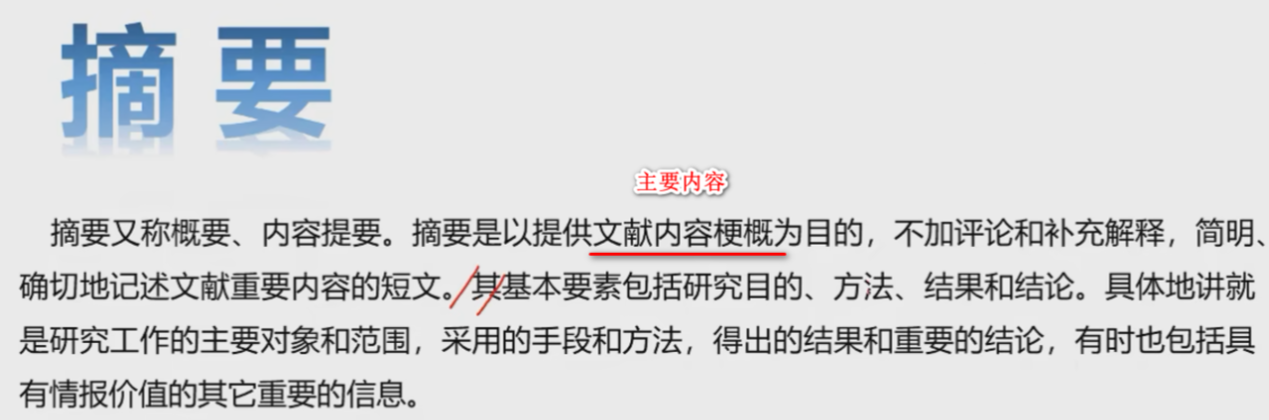 摘要
主要内容
摘要又称概要、内容提要。摘要是以提供文献内容梗概为目的，不加评论和补充解释，简明、
确切地记述文献重要内容的短文。其基本要素包括研究目的、方法、结果和结论。具体地讲就
是研究工作的主要对象和范围，采用的手段和方法，得出的结果和重要的结论，有时也包括具
有情报价值的其它重要的信息。